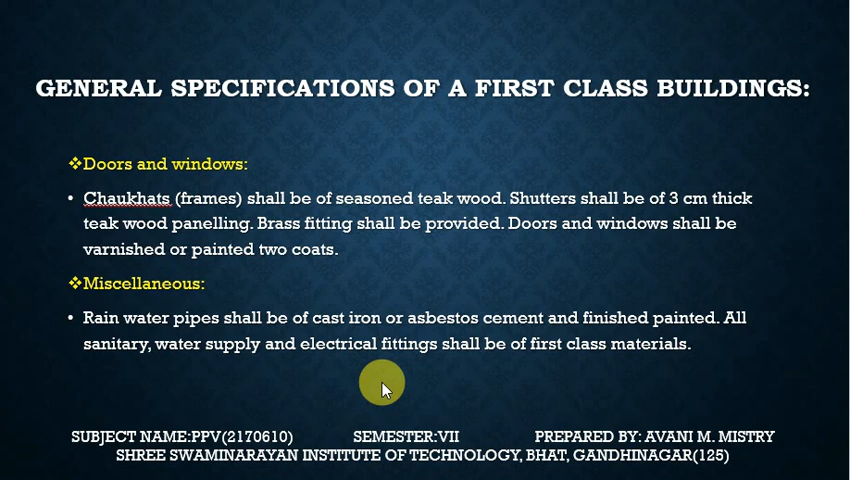 GENERAL SPECIFICATIONS OF A FIRST CLASS BUILDINGS:
❖Doors and windows:
• Chaukhats (frames) shall be of seasoned teak wood. Shutters shall be of 3 cm thick
teak wood panelling. Brass fitting shall be provided. Doors and windows shall be
varnished or painted two coats.
❖Miscellaneous:
• Rain water pipes shall be of cast iron or asbestos cement and finished painted. All
sanitary, water supply and electrical fittings shall be of first class materials.
SUBJECT NAME:PPV(2170610) SEMESTER:VII PREPARED BY: AVANI M. MISTRY
SHREE SWAMINARAYAN INSTITUTE OF TECHNOLOGY, BHAT, GANDHINAGAR(125)